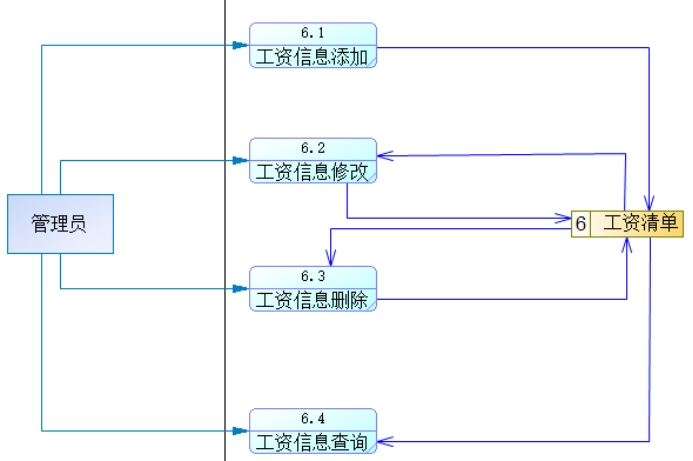 6.1
工资信息添加
6.2
工资信息修改
管理员
6 工资清单
6.3
工资信息删除
6.4
工资信息查询